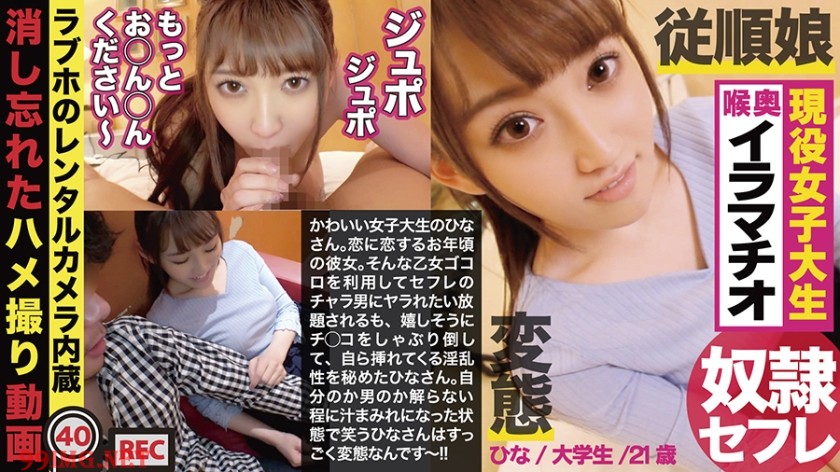 消し忘れたハメ撮り動画
ラブホのレンタルカメラ内蔵
40
REC
99IMG.NET
もっと
お◯ん◯ん
ください～
ジュポ
ジュポ
かわいい女子大生のひな
さん。恋に恋するお年頃
の彼女。そんな乙女ゴコ
ロを利用してセフレの
チャラ男にヤラれたい放
題されるも、嬉しそうに
チ◯コをしゃぶり倒し
て、自ら挿れてくる淫乱
性を秘めたひなさん。自
分のか男のか解らない
程に汁まみれになった状
態で笑うひなさんはすっ
ごく変態なんです〜!!
従順娘
現役女子大生
喉奥
イラマチオ
変態
奴隷
セフレ
ひな / 大学生 /21 歳